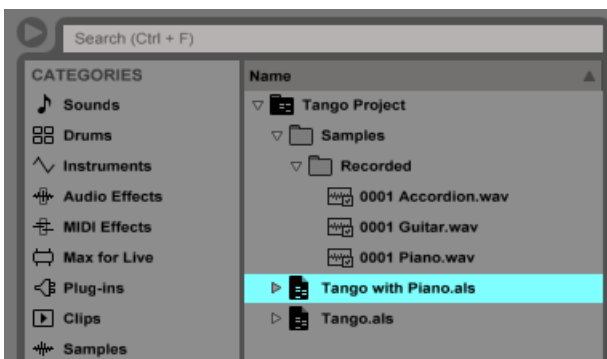 Search (Ctrl + F)
CATEGORIES
Sounds
Drums
Instruments
Audio Effects
MIDI Effects
Max for Live
Plug-ins
Clips
Samples
Name
Tango Project
Samples
Recorded
0001 Accordion.wav
0001 Guitar.wav
0001 Piano.wav
Tango with Piano.als
Tango.als